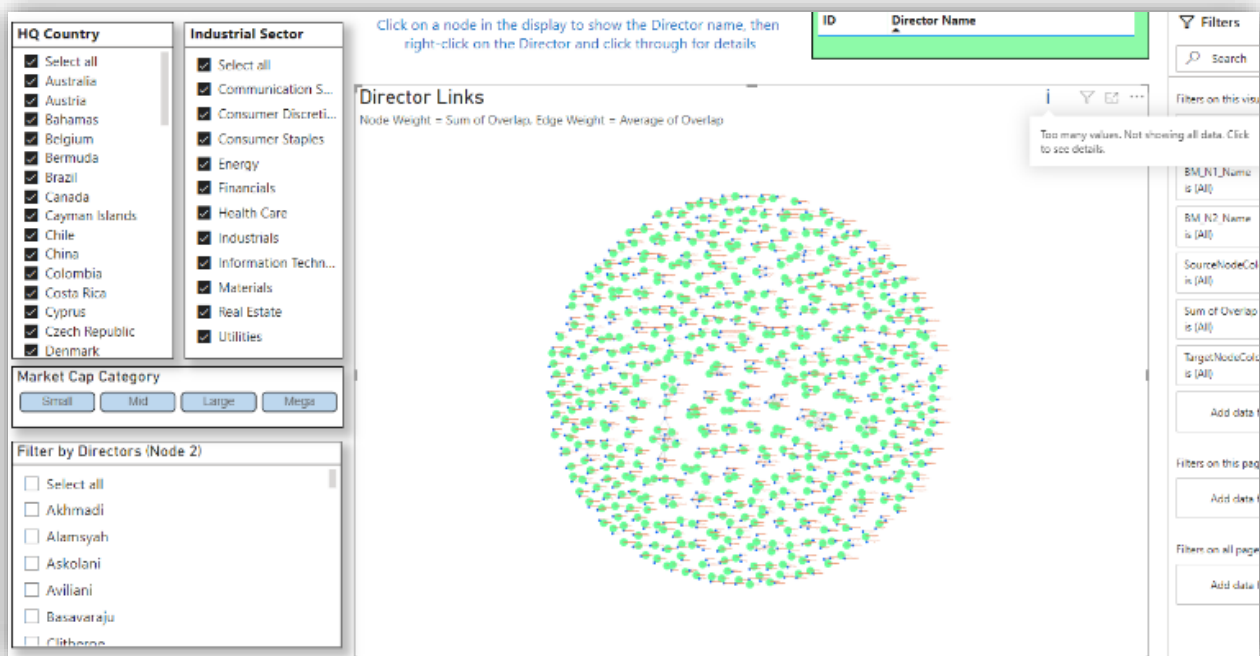 HQ Country
Select all
Australia
Austria
Bahamas
Belgium
Bermuda
Brazil
Canada
Cayman Islands
Chile
China
Colombia
Costa Rica
Cyprus
Czech Republic
Denmark
Industrial Sector
Select all
Communication S...
Consumer Discreti...
Consumer Staples
Energy
Financials
Health Care
Industrials
Information Techn...
Materials
Real Estate
Utilities
Market Cap Category
Small Mid Large Mega
Filter by Directors (Node 2)
Select all
Akhmadi
Alamsyah
Askolani
Aviliani
Basavaraju
Click on a node in the display to show the Director name, then
right-click on the Director and click through for details
ID Director Name
Director Links
Node Weight = Sum of Overlap, Edge Weight = Average of Overlap
Too many values. Not showing all data. Click
to see details.
Filters
Search
Filters on this visu
BM_N1_Name
is (All)
BM_N2_Name
is (All)
SourceNodeCol
is (All)
Sum of Overlap
is (All)
TargetNodeColo
is (All)
Add data f
Filters on this pag
Add data f
Filters on all page
Add data f